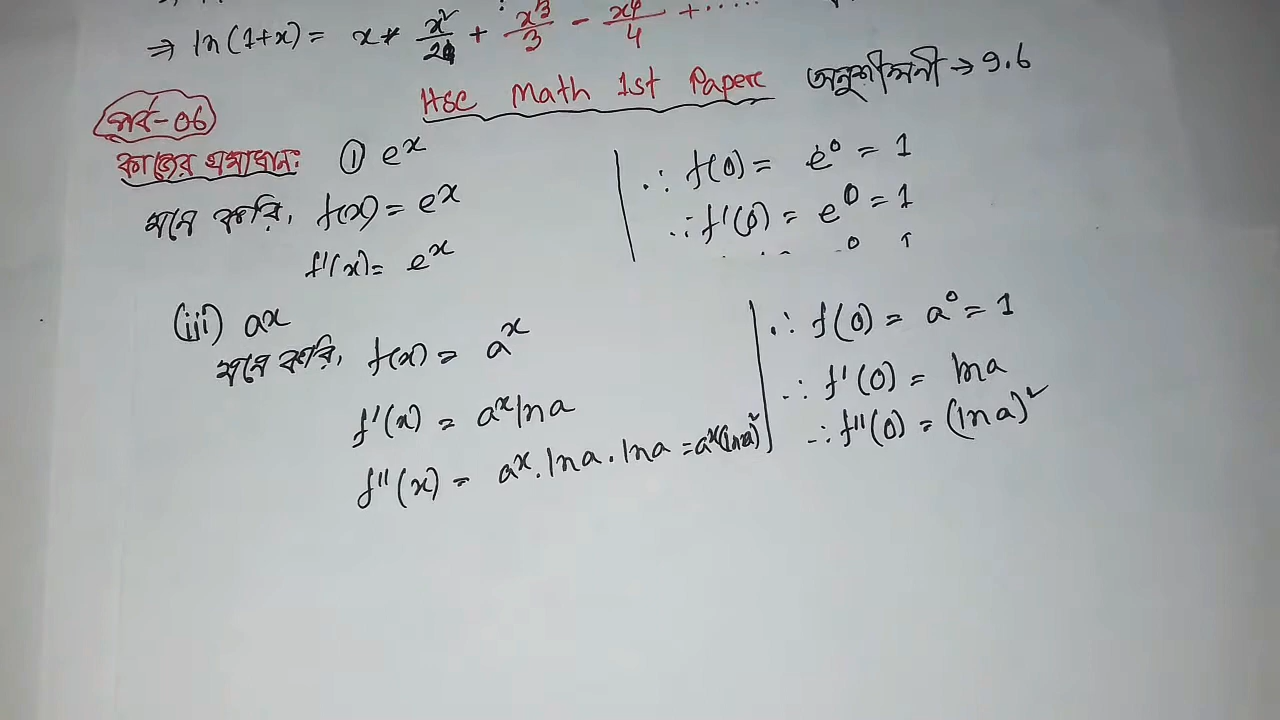 ⇒ ln(1+x) = x - x²/2 + x³/3 - x⁴/4 + .....
HSC Math 1st Paper অনুশীলনী → 9.6
পর্ব-06
কাজের সমাধান: ① eˣ
মনে করি, f(x) = eˣ
f'(x) = eˣ
∴ f(0) = e⁰ = 1
∴ f'(0) = e⁰ = 1
(iii) aˣ
মনে করি, f(x) = aˣ
f'(x) = aˣ lna
f''(x) = aˣ. lna. lna = aˣ(lna)²
∴ f(0) = a⁰ = 1
∴ f'(0) = lna
∴ f''(0) = (lna)²